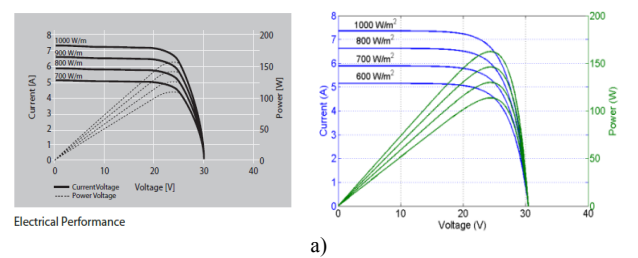 8
7
6
5
4
3
2
1
0
Current [A]
1000 W/m
900 W/m
800 W/m
700 W/m
200
150
100
50
0
Power [W]
0 10 20 30 40
Voltage [V]
CurrentVoltage
PowerVoltage
Electrical Performance
8
7
6
5
4
3
2
1
0
Current (A)
1000 W/m²
800 W/m²
700 W/m²
600 W/m²
200
150
100
50
0
Power (W)
0 10 20 30 40
Voltage (V)
a)